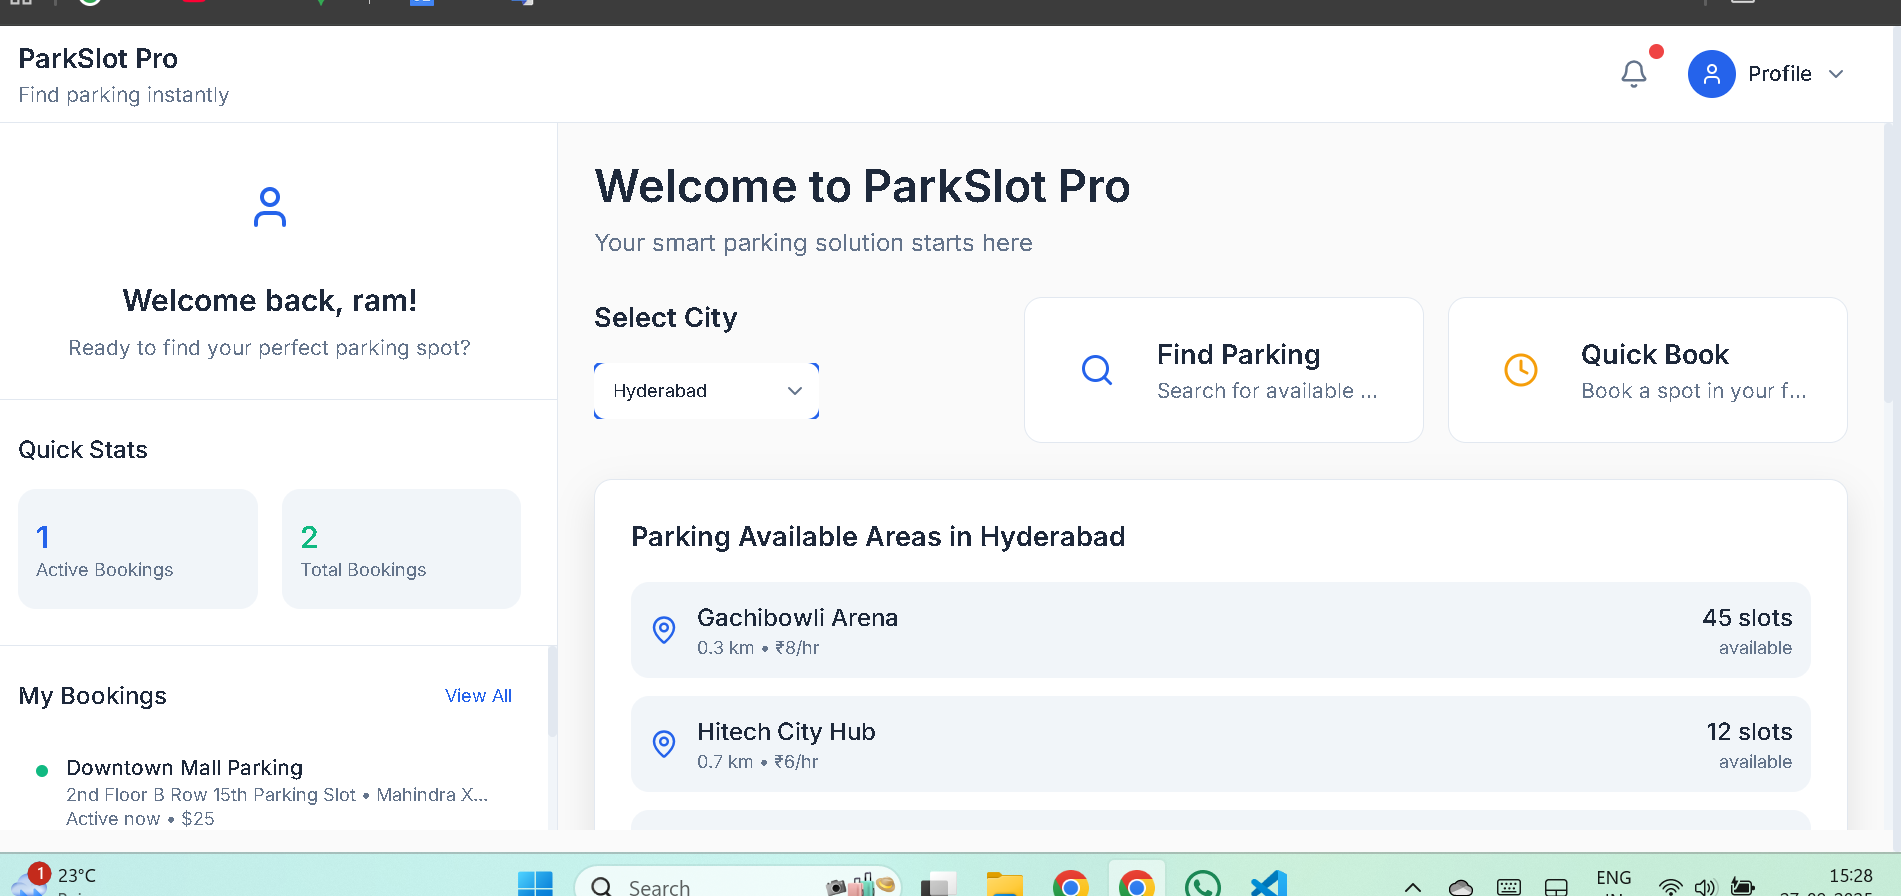 ParkSlot Pro
Find parking instantly
Profile
Welcome back, ram!
Ready to find your perfect parking spot?
Quick Stats
1
Active Bookings
2
Total Bookings
My Bookings
View All
Downtown Mall Parking
2nd Floor B Row 15th Parking Slot • Mahindra X...
Active now • $25
Welcome to ParkSlot Pro
Your smart parking solution starts here
Select City
Hyderabad
Find Parking
Search for available ...
Quick Book
Book a spot in your f...
Parking Available Areas in Hyderabad
Gachibowli Arena
0.3 km • ₹8/hr
45 slots
available
Hitech City Hub
0.7 km • ₹6/hr
12 slots
available
1
23°C
Search
ENG
15:28